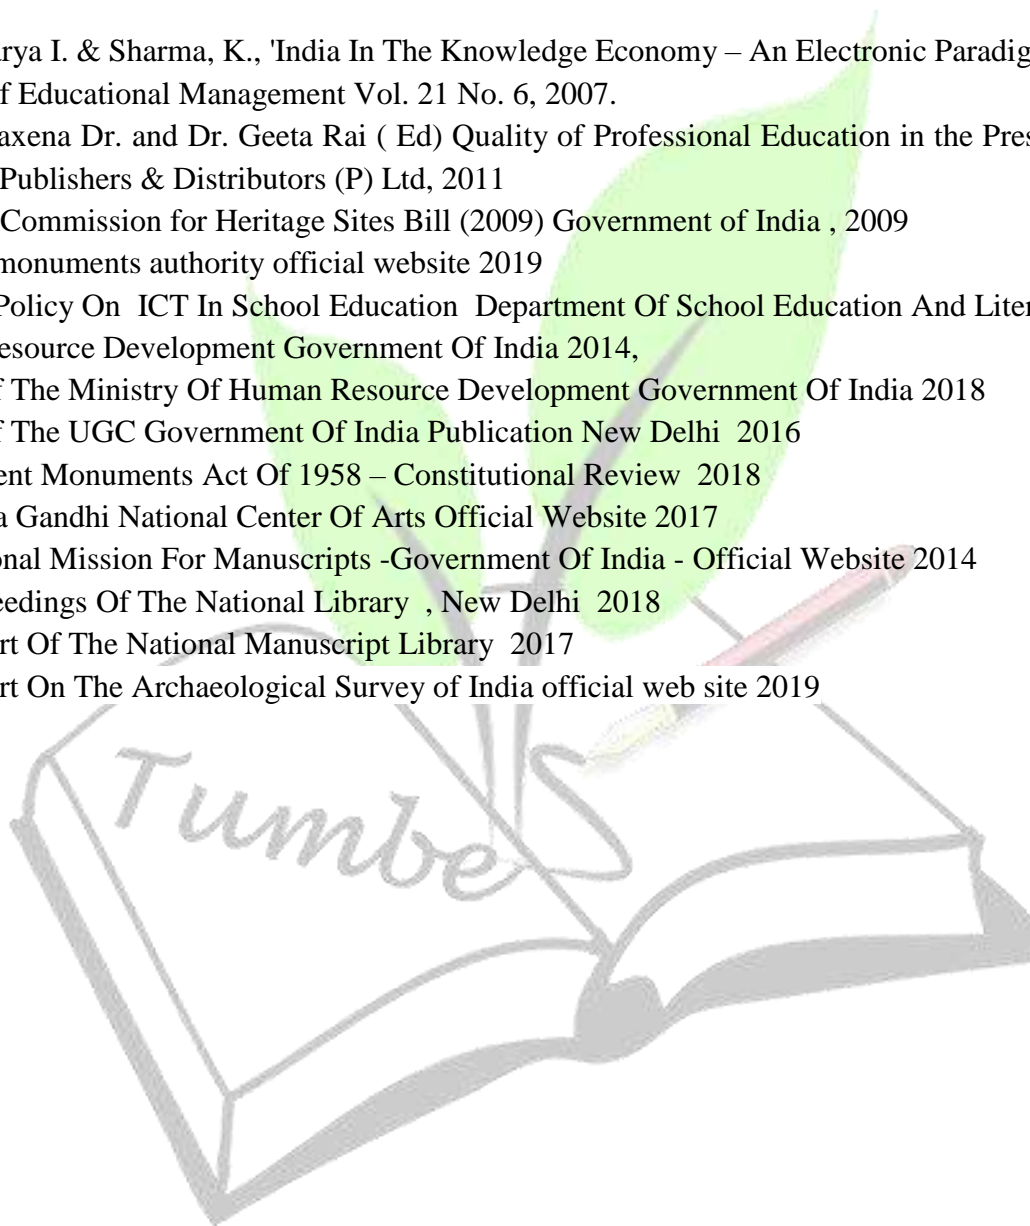 arya I. & Sharma, K., 'India In The Knowledge Economy – An Electronic Paradig
f Educational Management Vol. 21 No. 6, 2007.
axena Dr. and Dr. Geeta Rai ( Ed) Quality of Professional Education in the Pres
Publishers & Distributors (P) Ltd, 2011
Commission for Heritage Sites Bill (2009) Government of India , 2009
monuments authority official website 2019
Policy On ICT In School Education Department Of School Education And Liter
esource Development Government Of India 2014,
f The Ministry Of Human Resource Development Government Of India 2018
f The UGC Government Of India Publication New Delhi 2016
ent Monuments Act Of 1958 – Constitutional Review 2018
a Gandhi National Center Of Arts Official Website 2017
onal Mission For Manuscripts -Government Of India - Official Website 2014
eedings Of The National Library , New Delhi 2018
rt Of The National Manuscript Library 2017
rt On The Archaeological Survey of India official web site 2019
Tumbe